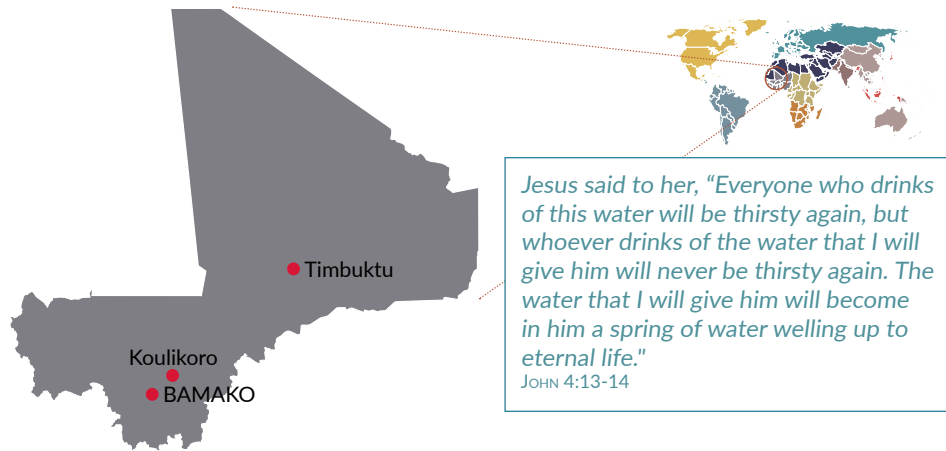 Timbuktu
Koulikoro
BAMAKO
Jesus said to her, “Everyone who drinks
of this water will be thirsty again, but
whoever drinks of the water that I will
give him will never be thirsty again. The
water that I will give him will become
in him a spring of water welling up to
eternal life."
John 4:13-14